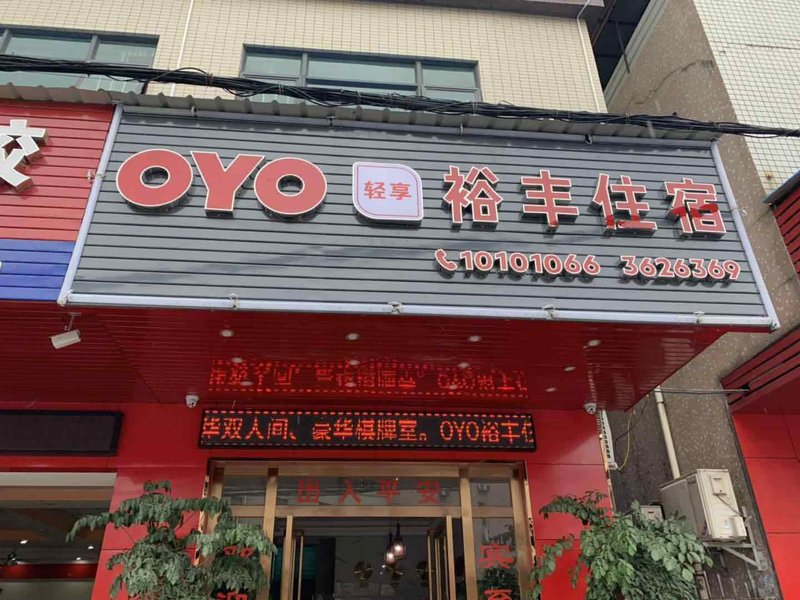 OYO 轻享 裕丰住宿
10101066 3626369
华双人间、豪华棋牌室。OYO裕丰住
出入平安